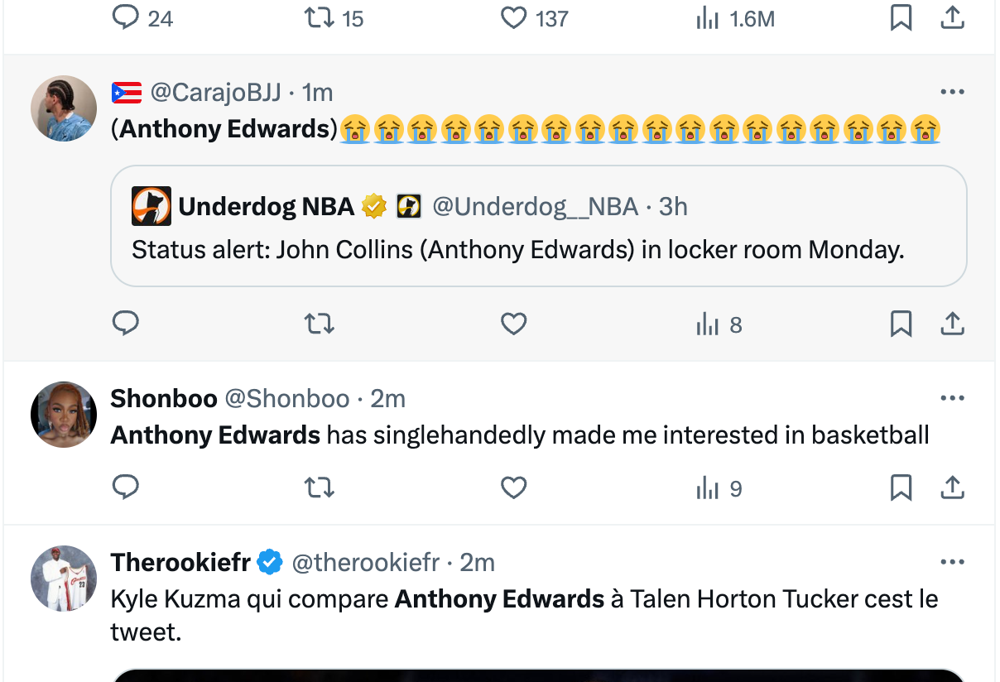 24 15 137 1.6M
@CarajoBJJ · 1m
(Anthony Edwards)😭😭😭😭😭😭😭😭😭😭😭😭😭😭😭😭😭😭
Underdog NBA @Underdog__NBA · 3h
Status alert: John Collins (Anthony Edwards) in locker room Monday.
8
Shonboo @Shonboo · 2m
Anthony Edwards has singlehandedly made me interested in basketball
9
Therookiefr @therookiefr · 2m
Kyle Kuzma qui compare Anthony Edwards à Talen Horton Tucker cest le
tweet.